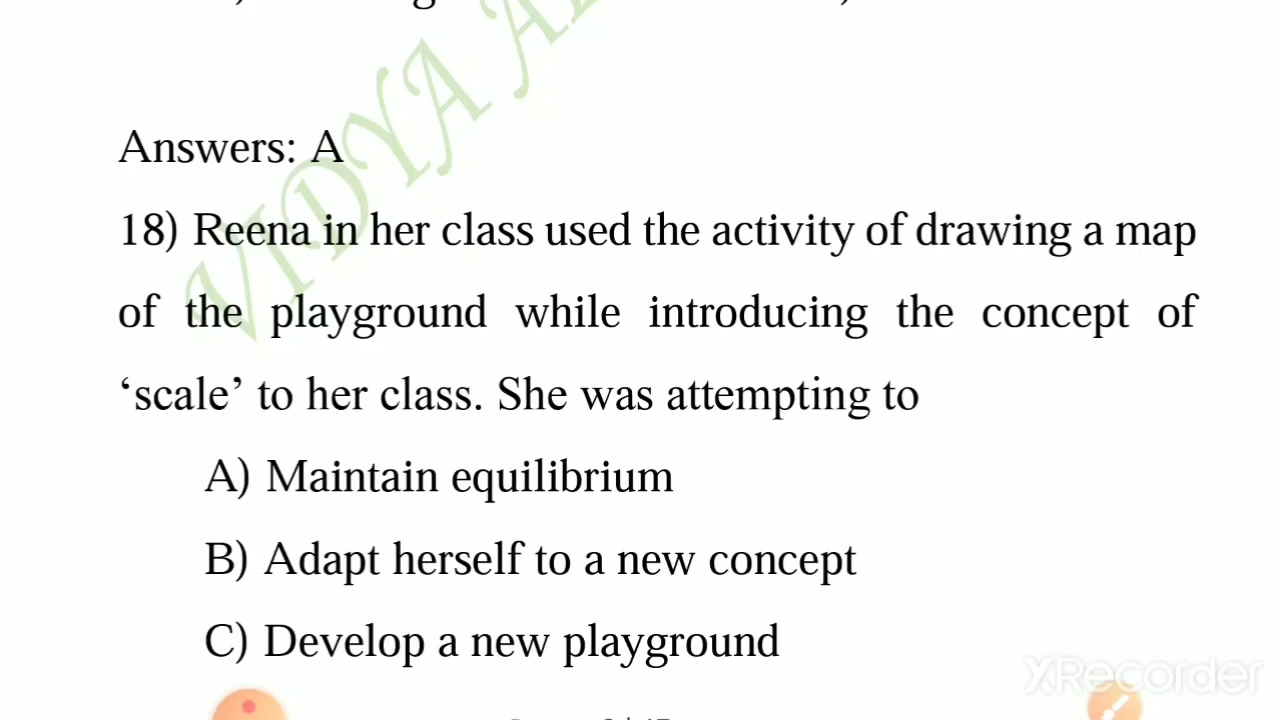 Answers: A
18) Reena in her class used the activity of drawing a map
of the playground while introducing the concept of
‘scale’ to her class. She was attempting to
A) Maintain equilibrium
B) Adapt herself to a new concept
C) Develop a new playground
VIDYA
XRecorder